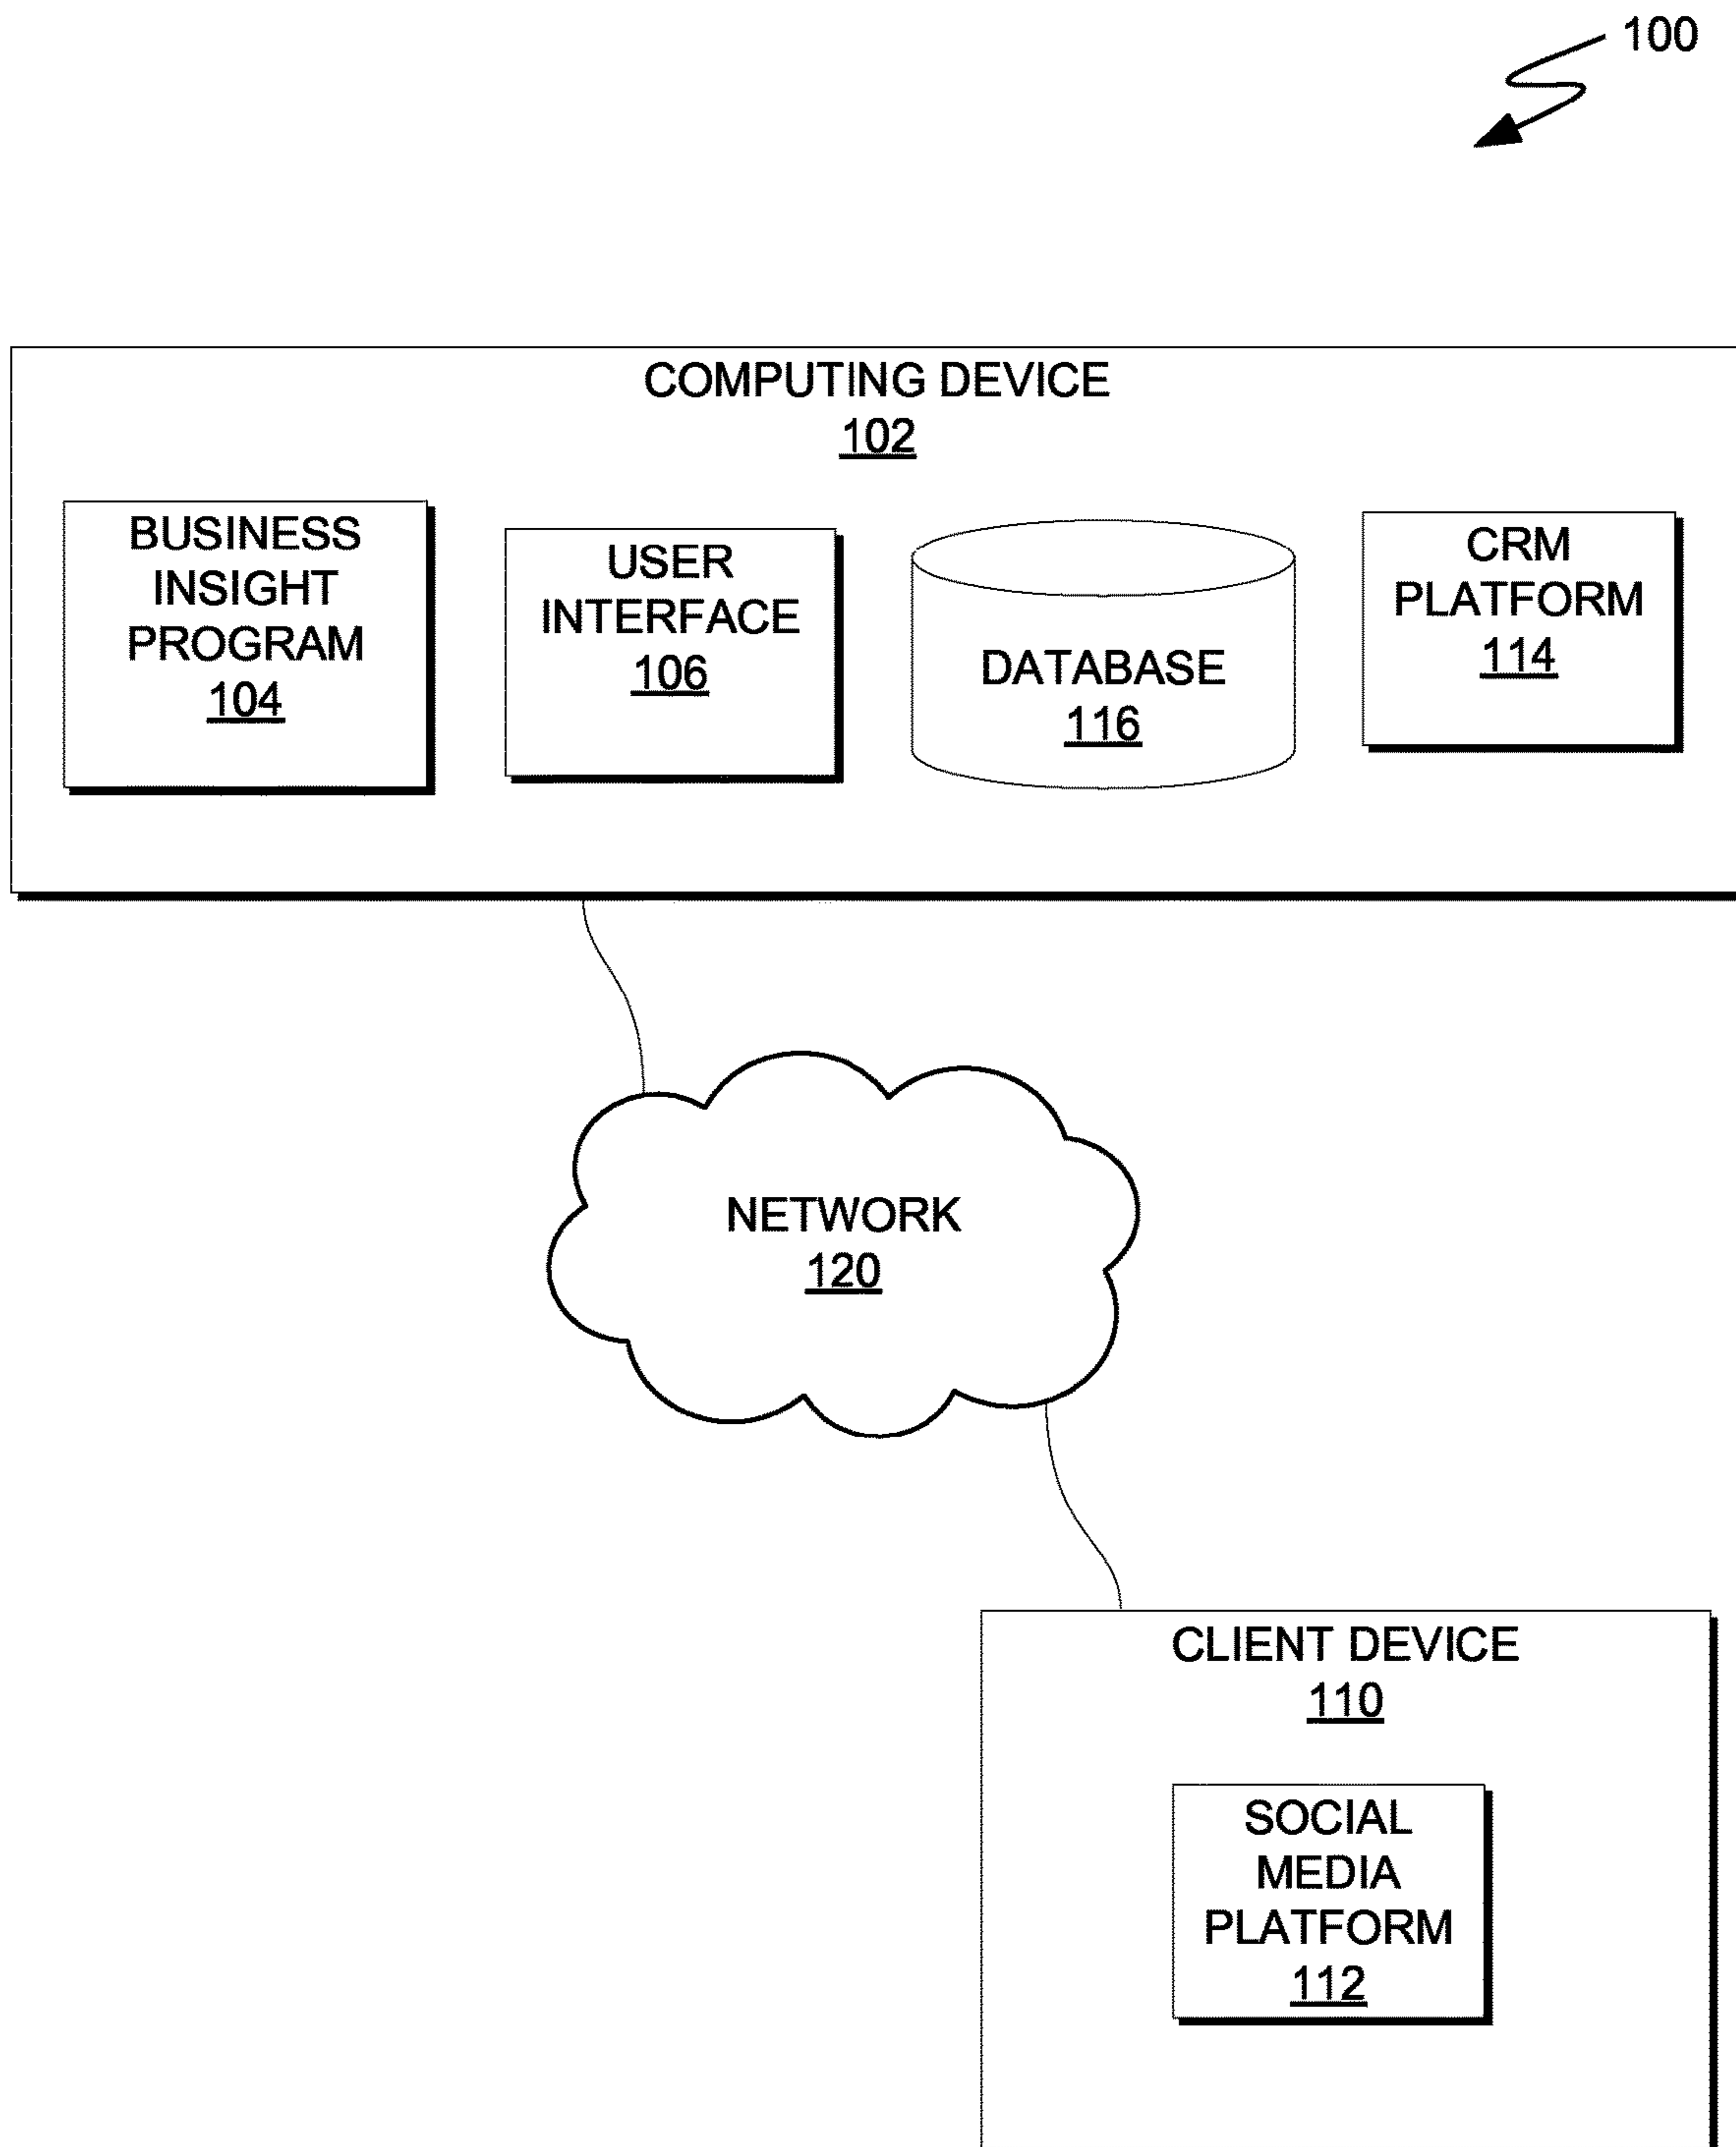 100
COMPUTING DEVICE
102
BUSINESS
INSIGHT
PROGRAM
104
USER
INTERFACE
106
DATABASE
116
CRM
PLATFORM
114
NETWORK
120
CLIENT DEVICE
110
SOCIAL
MEDIA
PLATFORM
112